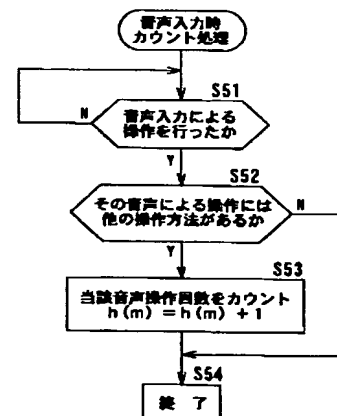 音声入力時
カウント処理
S51
音声入力による
操作を行ったか
N
Y
S52
その音声による操作には
他の操作方法があるか
N
Y
S53
当該音声操作回数をカウント
h(m)=h(m)+1
S54
終 了